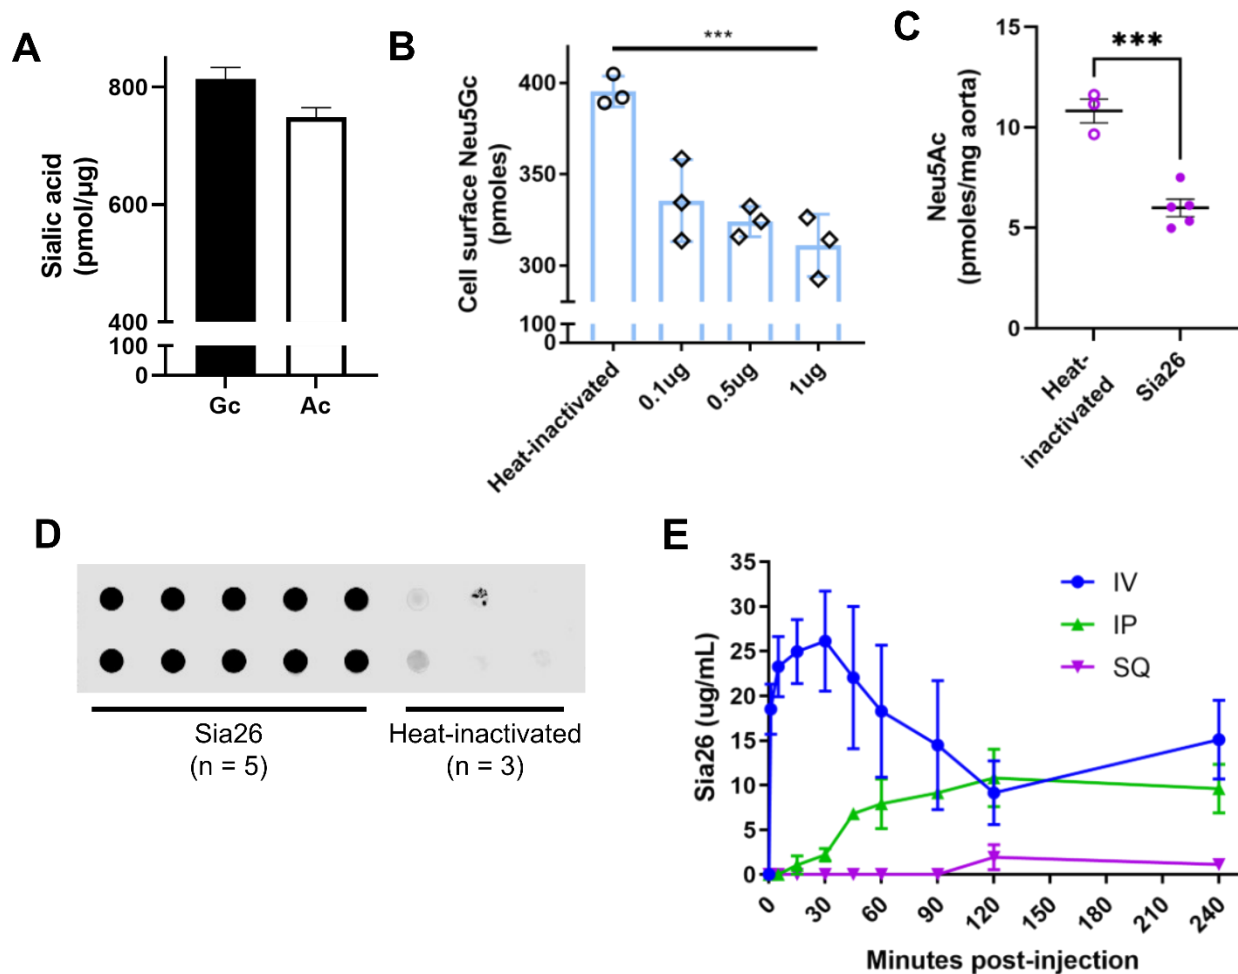 A
Sialic acid
(pmol/µg)
800
600
400
100
0
Gc
Ac
B
Cell surface Neu5Gc
(pmoles)
***
400
350
300
100
0
Heat-inactivated
0.1ug
0.5ug
1ug
C
Neu5Ac
(pmoles/mg aorta)
***
15
10
5
0
Heat-
inactivated
Sia26
D
Sia26
(n = 5)
Heat-inactivated
(n = 3)
E
Sia26 (ug/mL)
35
30
25
20
15
10
5
0
IV
IP
SQ
0 30 60 90 120 150 180 210 240
Minutes post-injection